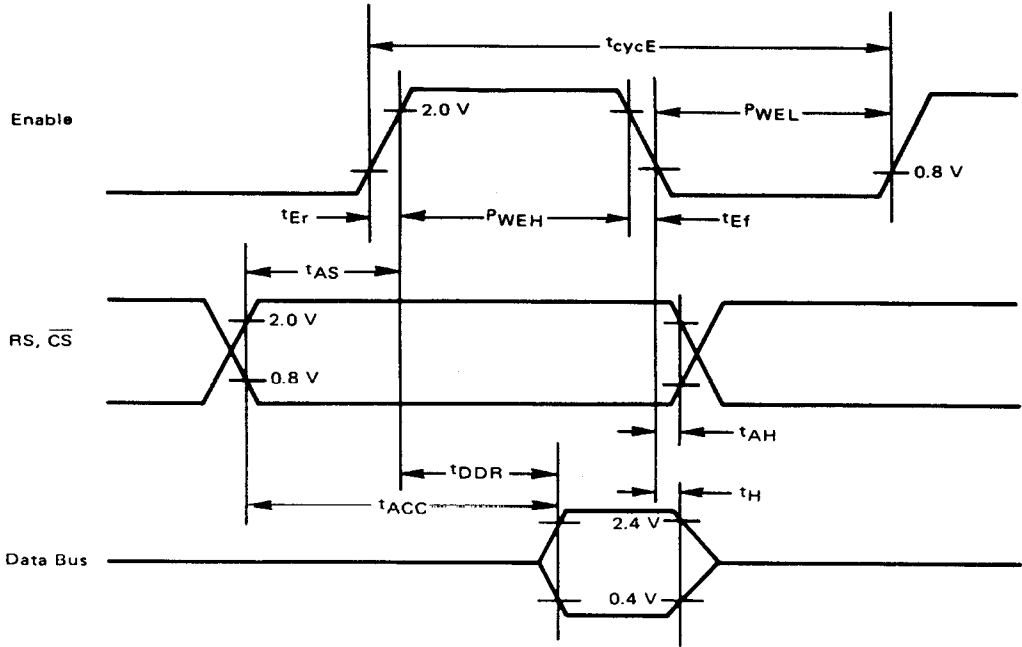 tcycE
Enable
2.0 V
PWEL
0.8 V
tEr
PWEH
tEf
tAS
RS, C̅S̅
2.0 V
0.8 V
tAH
tDDR
tH
tACC
2.4 V
Data Bus
0.4 V